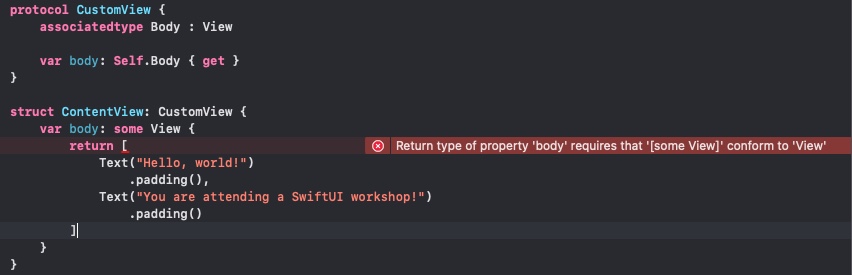 protocol CustomView {
    associatedtype Body : View

    var body: Self.Body { get }
}

struct ContentView: CustomView {
    var body: some View {
        return [
Return type of property 'body' requires that '[some View]' conform to 'View'
            Text("Hello, world!")
                .padding(),
            Text("You are attending a SwiftUI workshop!")
                .padding()
        ]
    }
}